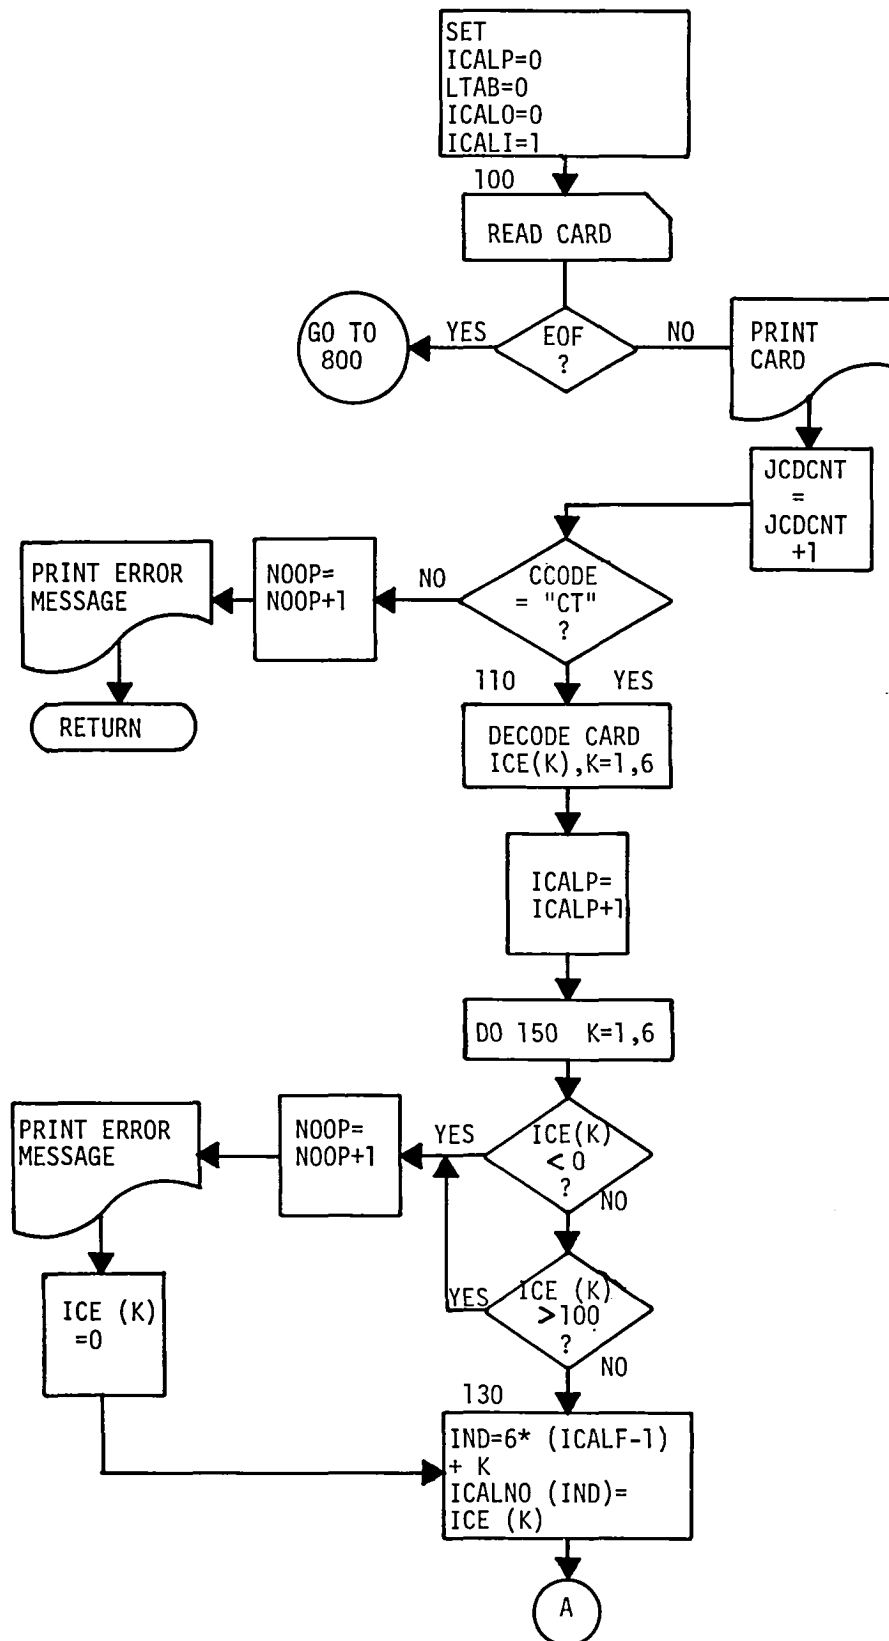 SET
ICALP=0
LTAB=0
ICALO=0
ICALI=1
100
READ CARD
GO TO
800
YES
EOF
?
NO
PRINT
CARD
JCDCNT
=
JCDCNT
+1
PRINT ERROR
MESSAGE
NOOP=
NOOP+1
NO
CCODE
= "CT"
?
RETURN
110
YES
DECODE CARD
ICE(K),K=1,6
ICALP=
ICALP+1
DO 150 K=1,6
PRINT ERROR
MESSAGE
NOOP=
NOOP+1
YES
ICE(K)
<0
?
NO
ICE (K)
=0
YES
ICE (K)
>100
?
NO
130
IND=6* (ICALF-1)
+ K
ICALNO (IND)=
ICE (K)
A